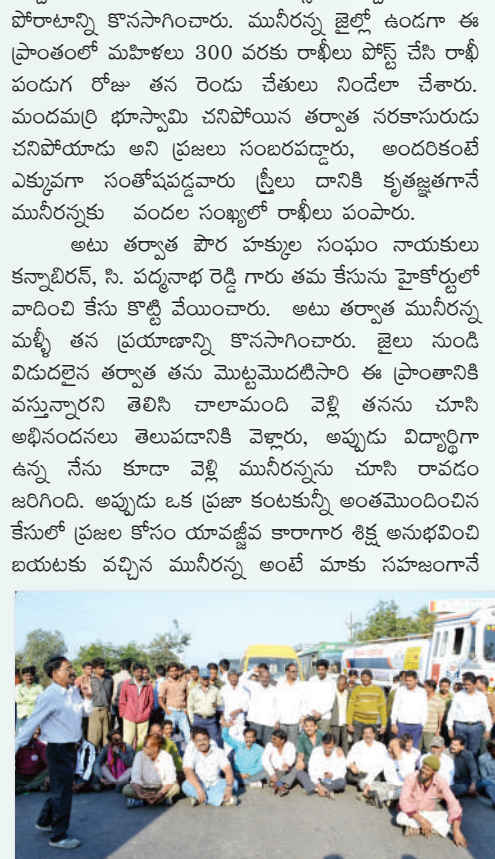 పోరాటాన్ని కొనసాగించారు. మునీరన్న జైల్లో ఉండగా ఈ
ప్రాంతంలో మహిళలు 300 వరకు రాఖీలు పోస్ట్ చేసి రాఖీ
పండుగ రోజు తన రెండు చేతులు నిండేలా చేశారు.
మందమర్రి భూస్వామి చనిపోయిన తర్వాత నరకాసురుడు
చనిపోయాడు అని ప్రజలు సంబరపడ్డారు, అందరికంటే
ఎక్కువగా సంతోషపడ్డవారు స్త్రీలు దానికి కృతజ్ఞతగానే
మునీరన్నకు వందల సంఖ్యలో రాఖీలు పంపారు.
అటు తర్వాత పౌర హక్కుల సంఘం నాయకులు
కన్నాబిరన్, సి. పద్మనాభ రెడ్డి గారు తమ కేసును హైకోర్టులో
వాదించి కేసు కొట్టి వేయించారు. అటు తర్వాత మునీరన్న
మళ్ళీ తన ప్రయాణాన్ని కొనసాగించారు. జైలు నుండి
విడుదలైన తర్వాత తను మొట్టమొదటిసారి ఈ ప్రాంతానికి
వస్తున్నారని తెలిసి చాలామంది వెళ్లి తనను చూసి
అభినందనలు తెలుపడానికి వెళ్లారు, అప్పుడు విద్యార్థిగా
ఉన్న నేను కూడా వెళ్లి మునీరన్నను చూసి రావడం
జరిగింది. అప్పుడు ఒక ప్రజా కంటకున్నీ అంతమొందించిన
కేసులో ప్రజల కోసం యావజ్జీవ కారాగార శిక్ష అనుభవించి
బయటకు వచ్చిన మునీరన్న అంటే మాకు సహజంగానే